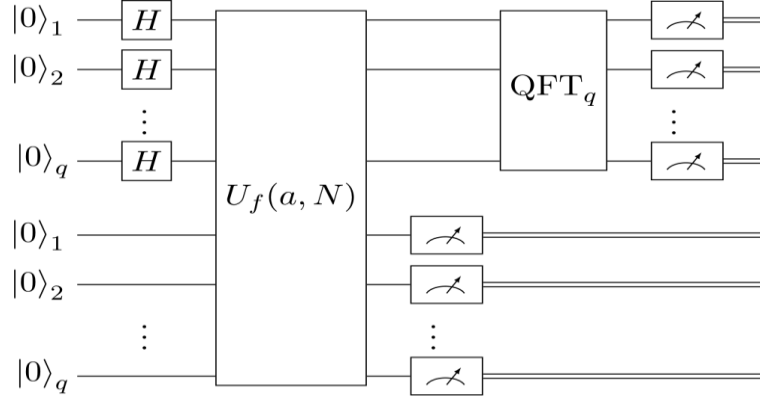 |0⟩₁ H
|0⟩₂ H
⋮ ⋮
QFT_q
|0⟩_q H
U_f(a, N)
|0⟩₁
|0⟩₂
⋮ ⋮
|0⟩_q